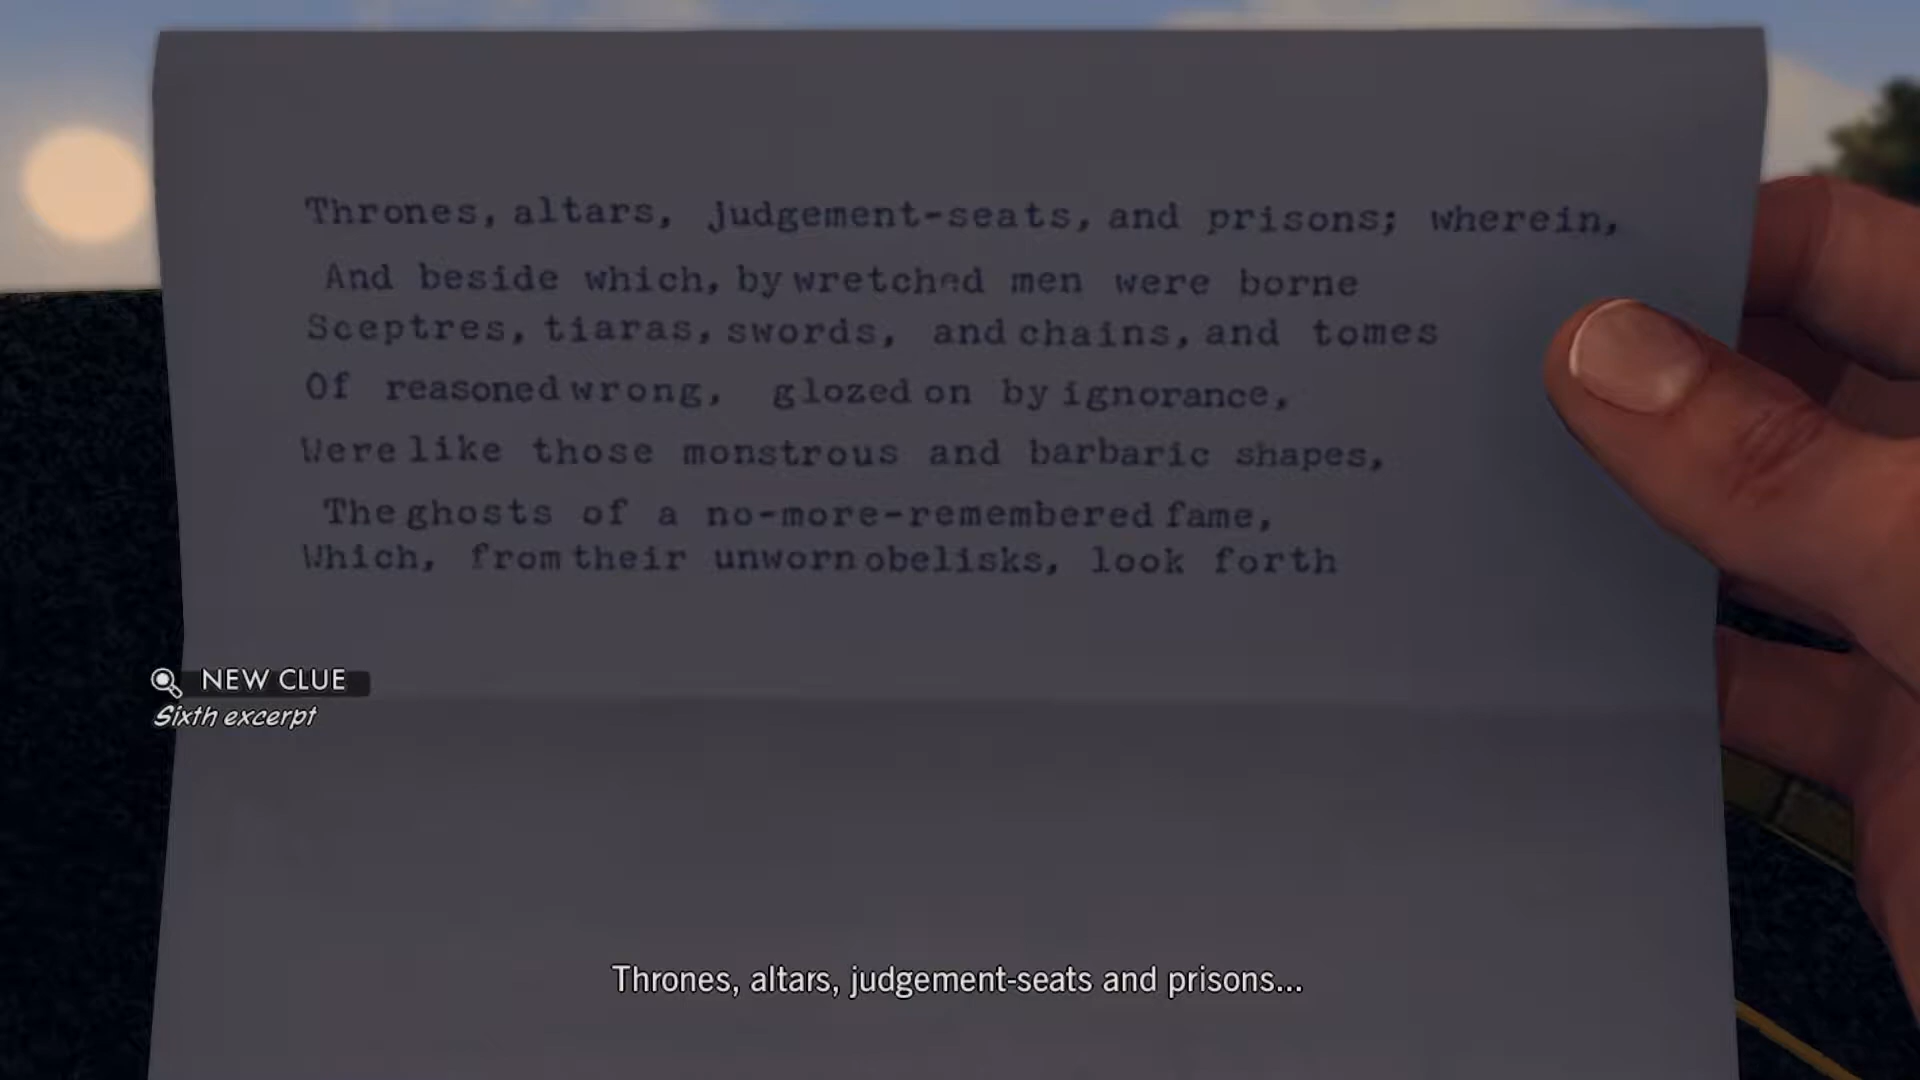 Thrones, altars, judgement-seats, and prisons; wherein,
And beside which, by wretched men were borne
Sceptres, tiaras, swords, and chains, and tomes
Of reasoned wrong, glozed on by ignorance,
Were like those monstrous and barbaric shapes,
The ghosts of a no-more-remembered fame,
Which, from their unworn obelisks, look forth
NEW CLUE
Sixth excerpt
Thrones, altars, judgement-seats and prisons...